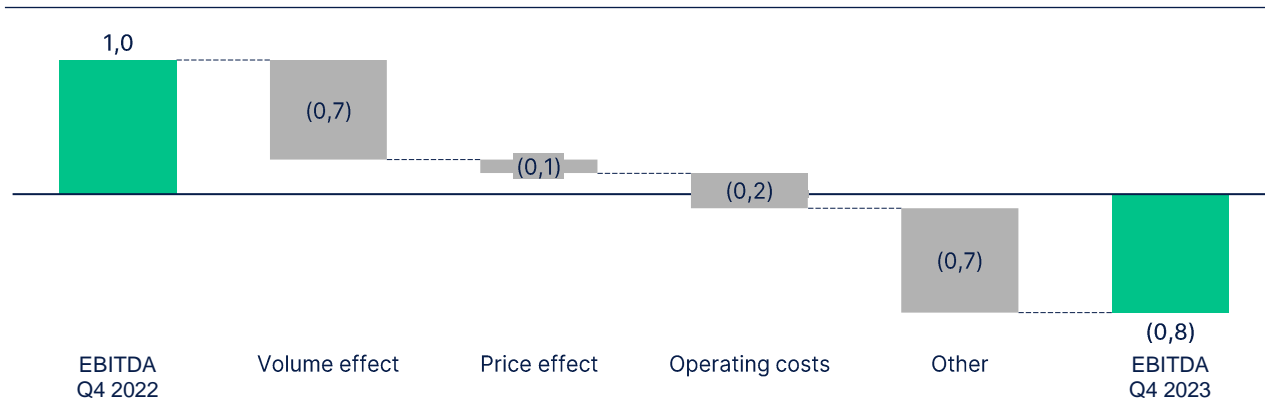 1,0
(0,7)
(0,1)
(0,2)
(0,7)
(0,8)
EBITDA
Q4 2022
Volume effect
Price effect
Operating costs
Other
EBITDA
Q4 2023